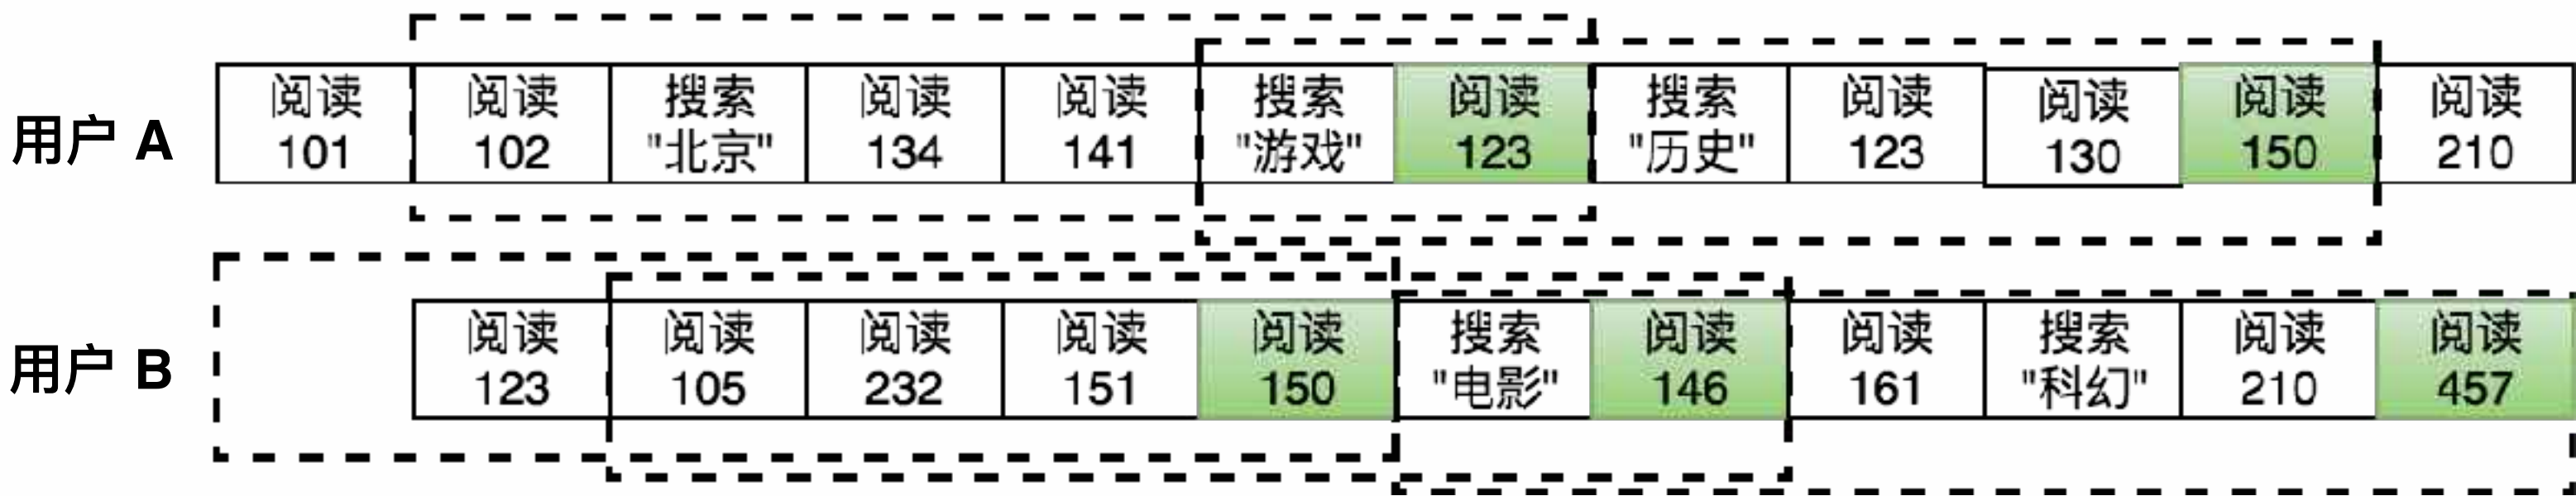 用户 A
阅读 阅读 搜索 阅读 阅读 搜索 阅读 搜索 阅读 阅读 阅读 阅读
101 102 "北京" 134 141 "游戏" 123 "历史" 123 130 150 210
用户 B
阅读 阅读 阅读 阅读 阅读 搜索 阅读 阅读 搜索 阅读 阅读
123 105 232 151 150 "电影" 146 161 "科幻" 210 457